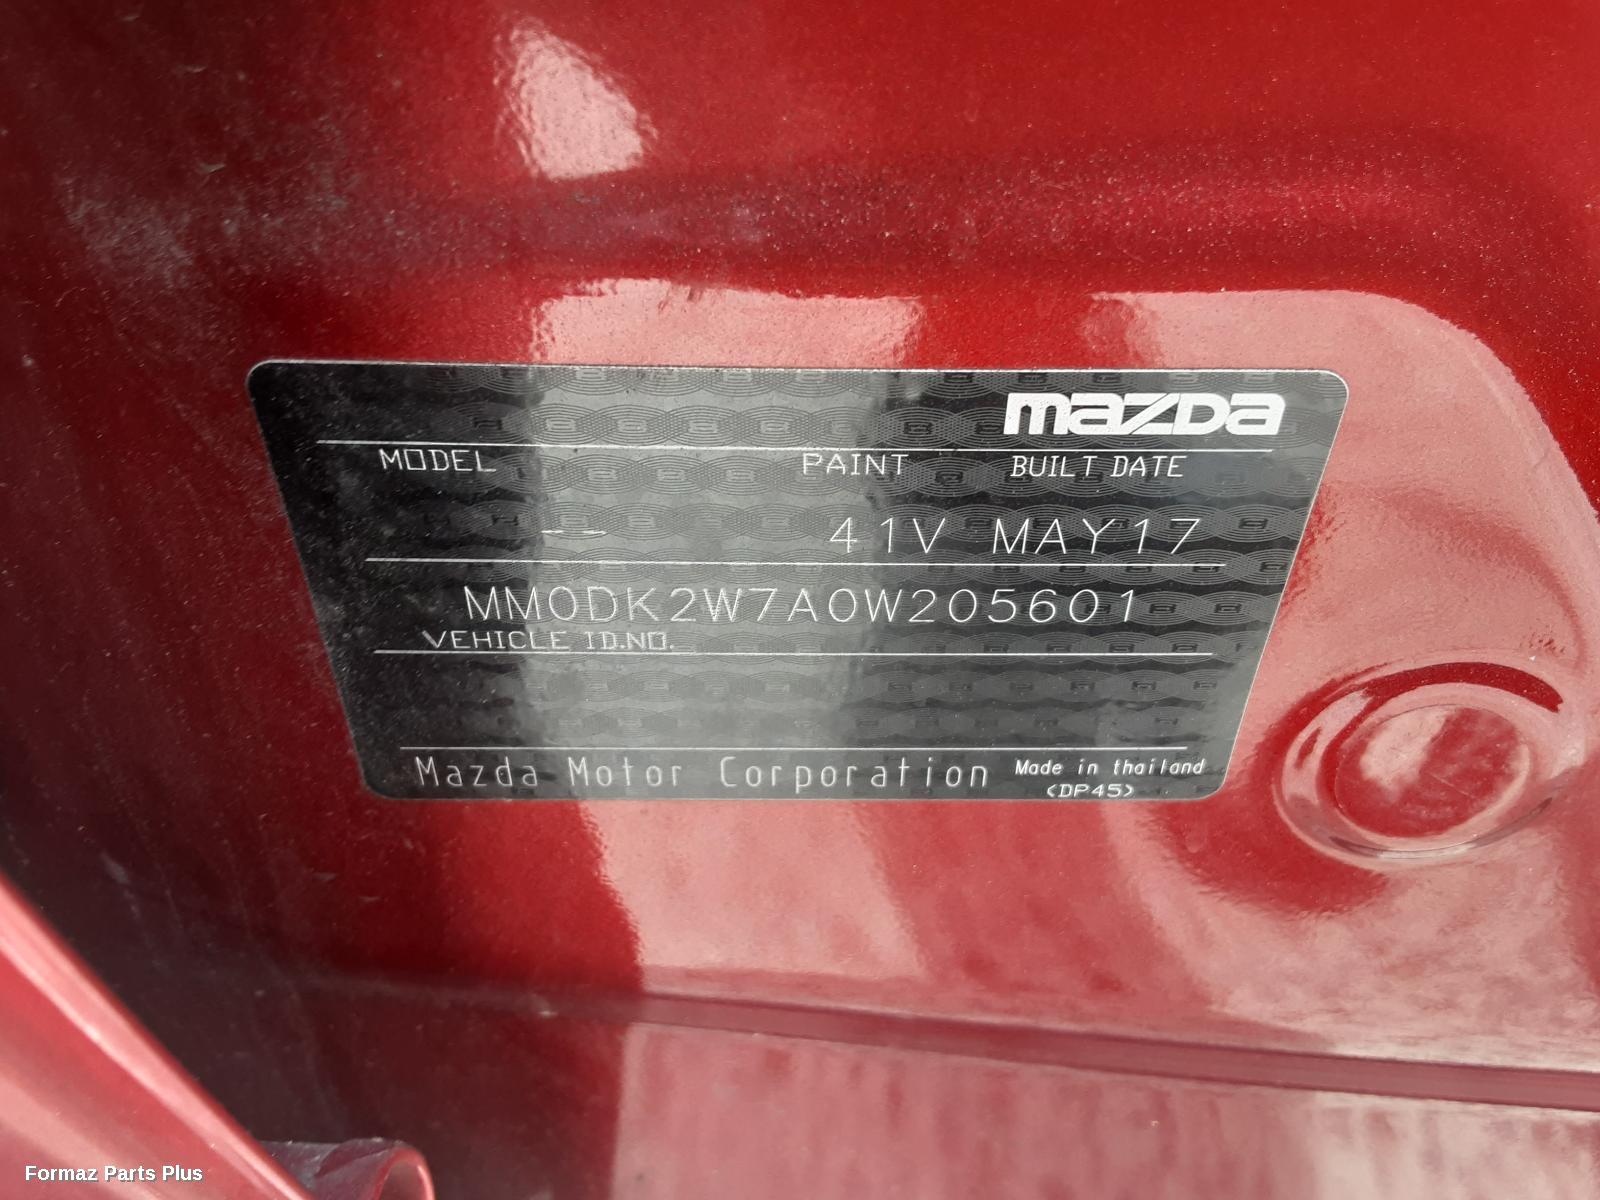 mazda
MODEL PAINT BUILT DATE
-- 41V MAY17
MM0DK2W7A0W205601
VEHICLE ID.NO.
Mazda Motor Corporation Made in thailand
(DP45)
Formaz Parts Plus